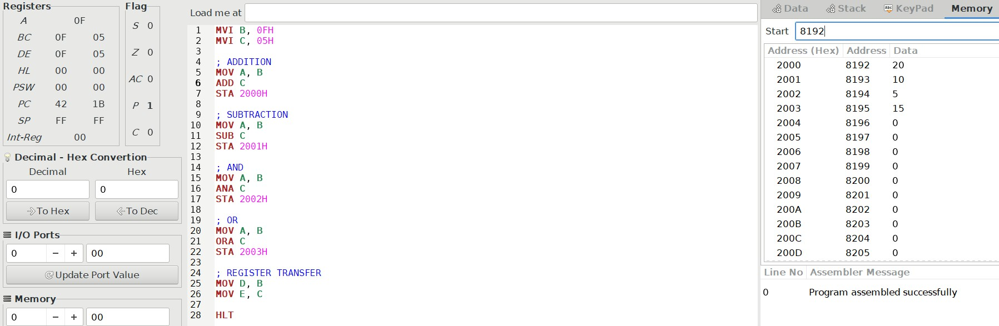 Registers
A 0F
BC 0F 05
DE 0F 05
HL 00 00
PSW 00 00
PC 42 1B
SP FF FF
Int-Reg 00
Flag
S 0
Z 0
AC 0
P 1
C 0
Decimal - Hex Convertion
Decimal Hex
0 0
To Hex To Dec
I/O Ports
0 − + 00
Update Port Value
Memory
0 − + 00
Load me at
1 MVI B, 0FH
2 MVI C, 05H
3
4 ; ADDITION
5 MOV A, B
6 ADD C
7 STA 2000H
8
9 ; SUBTRACTION
10 MOV A, B
11 SUB C
12 STA 2001H
13
14 ; AND
15 MOV A, B
16 ANA C
17 STA 2002H
18
19 ; OR
20 MOV A, B
21 ORA C
22 STA 2003H
23
24 ; REGISTER TRANSFER
25 MOV D, B
26 MOV E, C
27
28 HLT
Data Stack Abc KeyPad Memory
Start 8192
Address (Hex) Address Data
2000 8192 20
2001 8193 10
2002 8194 5
2003 8195 15
2004 8196 0
2005 8197 0
2006 8198 0
2007 8199 0
2008 8200 0
2009 8201 0
200A 8202 0
200B 8203 0
200C 8204 0
200D 8205 0
Line No Assembler Message
0 Program assembled successfully